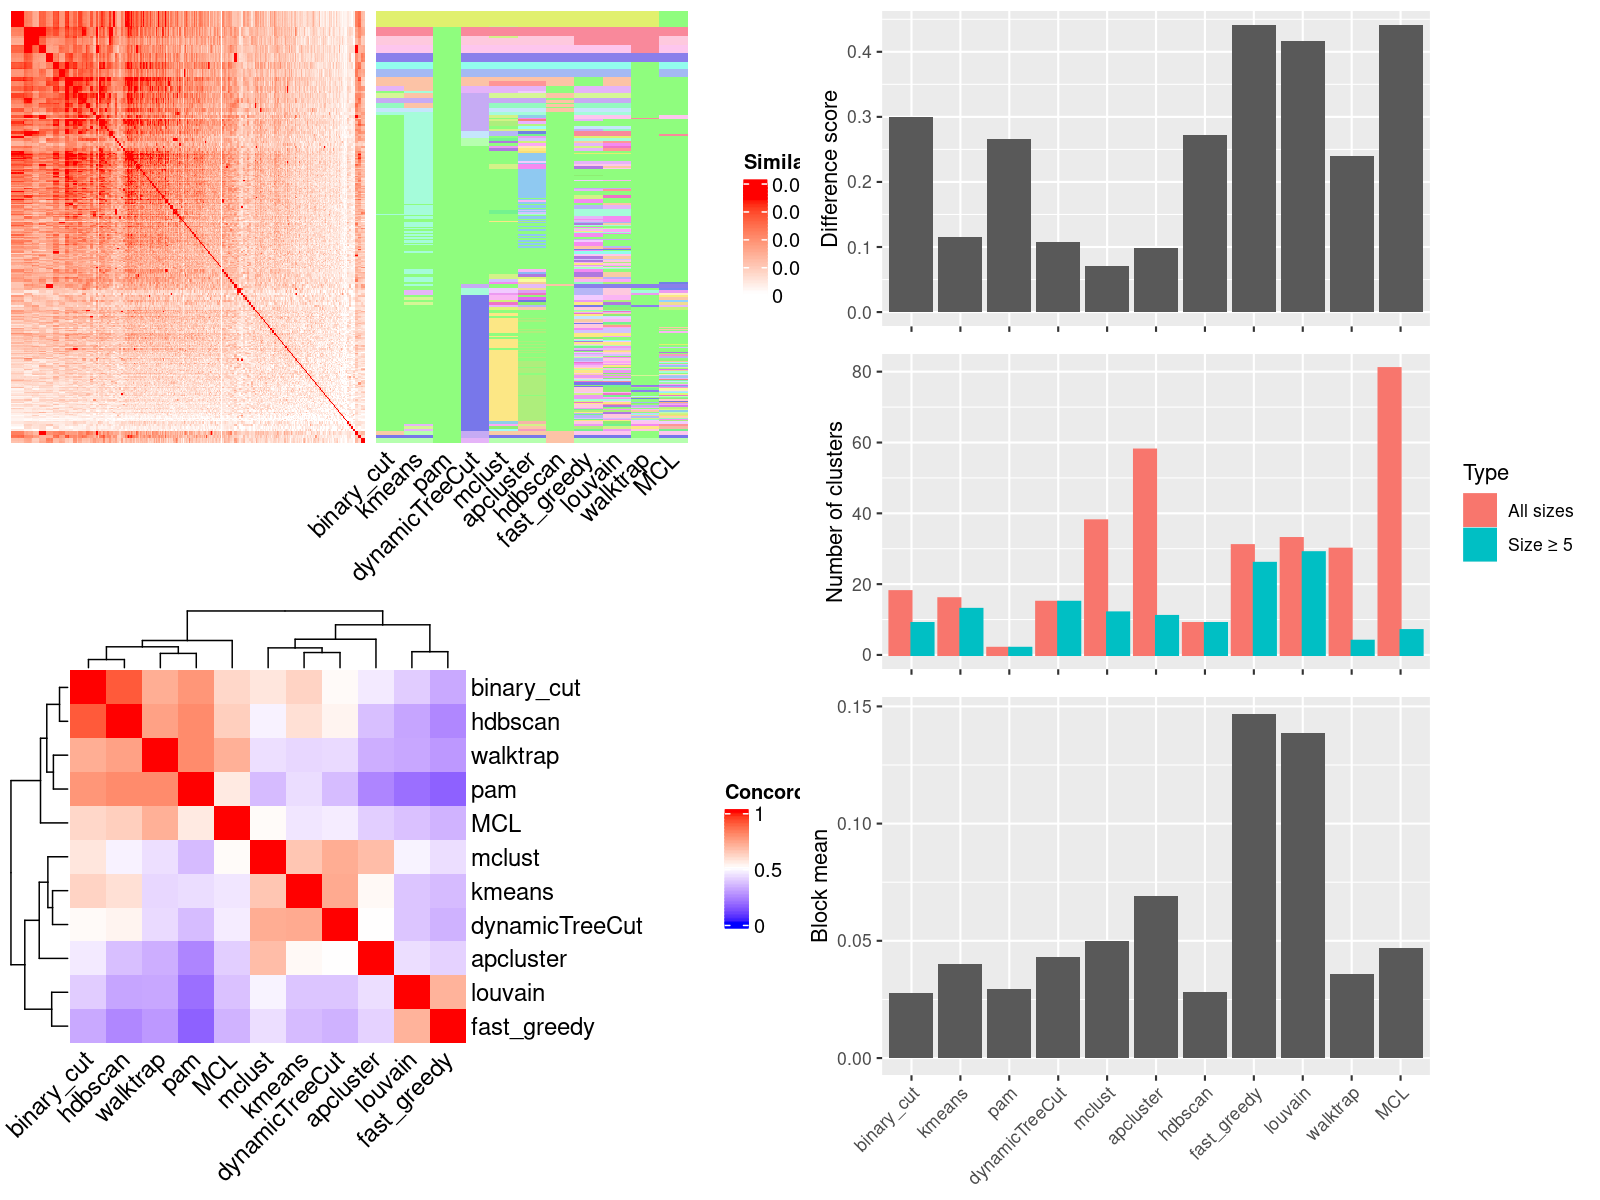 Simila
0.0
0.0
0.0
0.0
0
binary_cut
kmeans
pam
dynamicTreeCut
mclust
apcluster
hdbscan
fast_greedy
louvain
walktrap
MCL
binary_cut
hdbscan
walktrap
pam
MCL
mclust
kmeans
dynamicTreeCut
apcluster
louvain
fast_greedy
binary_cut
hdbscan
walktrap
pam
MCL
mclust
kmeans
dynamicTreeCut
apcluster
louvain
fast_greedy
Concord
1
0.5
0
Difference score
0.4
0.3
0.2
0.1
0.0
Number of clusters
80
60
40
20
0
Type
All sizes
Size ≥ 5
Block mean
0.15
0.10
0.05
0.00
binary_cut
kmeans
pam
dynamicTreeCut
mclust
apcluster
hdbscan
fast_greedy
louvain
walktrap
MCL